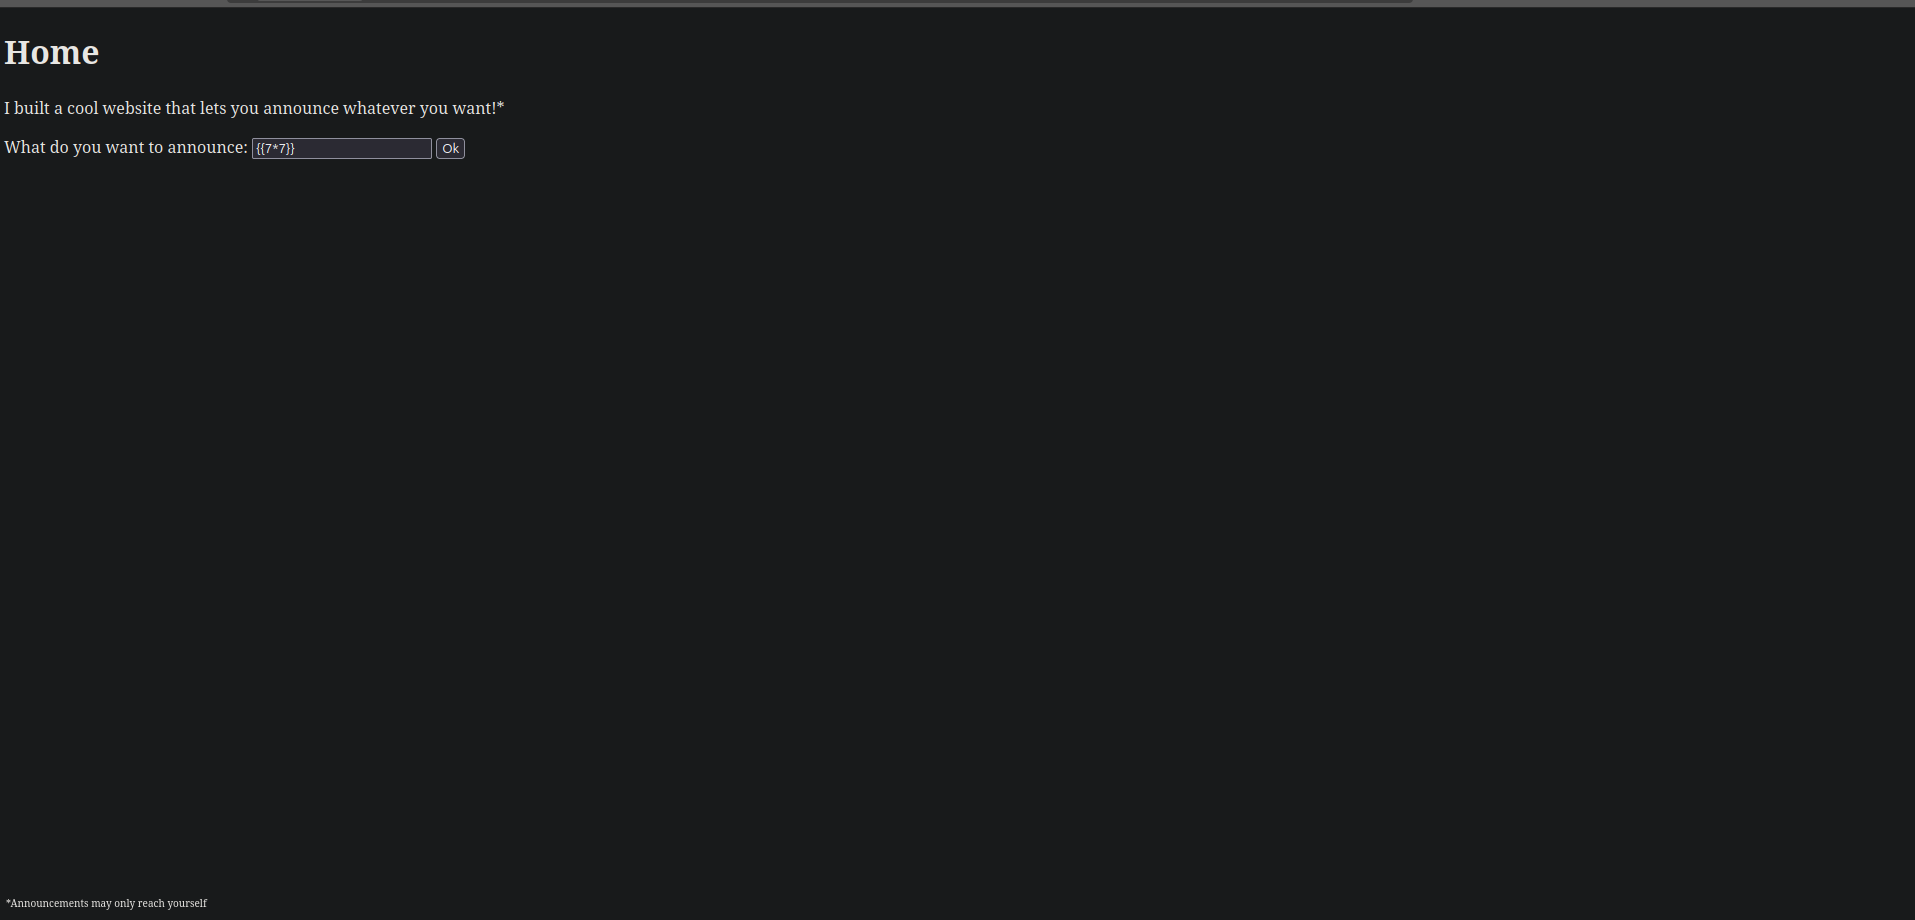 Home
I built a cool website that lets you announce whatever you want!*
What do you want to announce: {{7*7}} Ok
*Announcements may only reach yourself